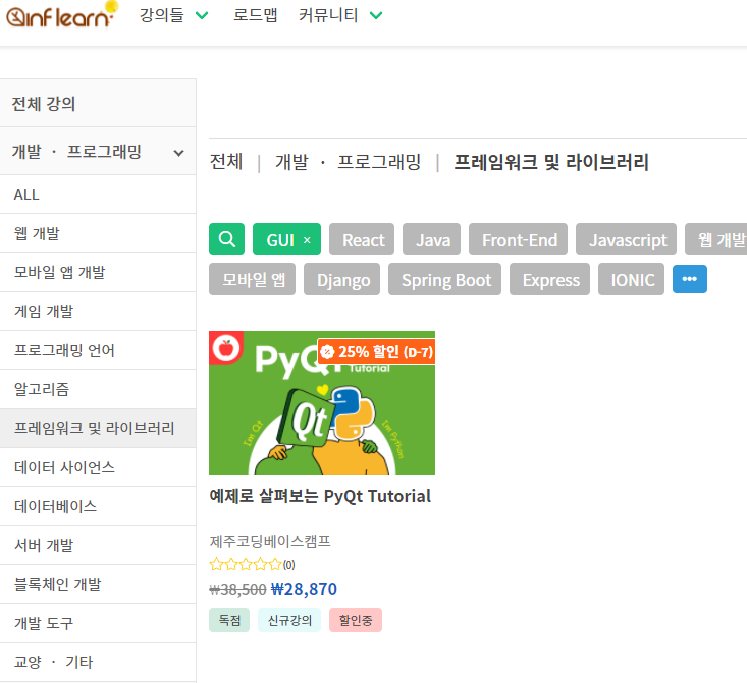 inflearn 강의들 로드맵 커뮤니티
전체 강의
개발 · 프로그래밍
ALL
웹 개발
모바일 앱 개발
게임 개발
프로그래밍 언어
알고리즘
프레임워크 및 라이브러리
데이터 사이언스
데이터베이스
서버 개발
블록체인 개발
개발 도구
교양 · 기타
전체 | 개발 · 프로그래밍 | 프레임워크 및 라이브러리
GUI × React Java Front-End Javascript 웹 개발
모바일 앱 Django Spring Boot Express IONIC •••
25% 할인 (D-7)
PyQt
Tutorial
Qt
I'm Qt
I'm Python
예제로 살펴보는 PyQt Tutorial
제주코딩베이스캠프
(0)
₩38,500 ₩28,870
독점 신규강의 할인중